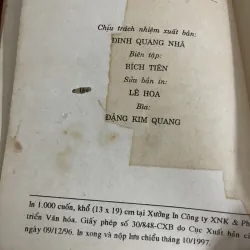 Chịu trách nhiệm xuất bản:
ĐINH QUANG NHÃ
Biên tập:
BÍCH TIÊN
Sửa bản in:
LÊ HOA
Bìa:
ĐẶNG KIM QUANG
In 1.000 cuốn, khổ (13 x 19) cm tại Xưởng In Công ty XNK & Ph
triển Văn hóa. Giấy phép số 30/848-CXB do Cục Xuất bản cấ
ngày 09/12/96. In xong và nộp lưu chiểu tháng 10/1997.